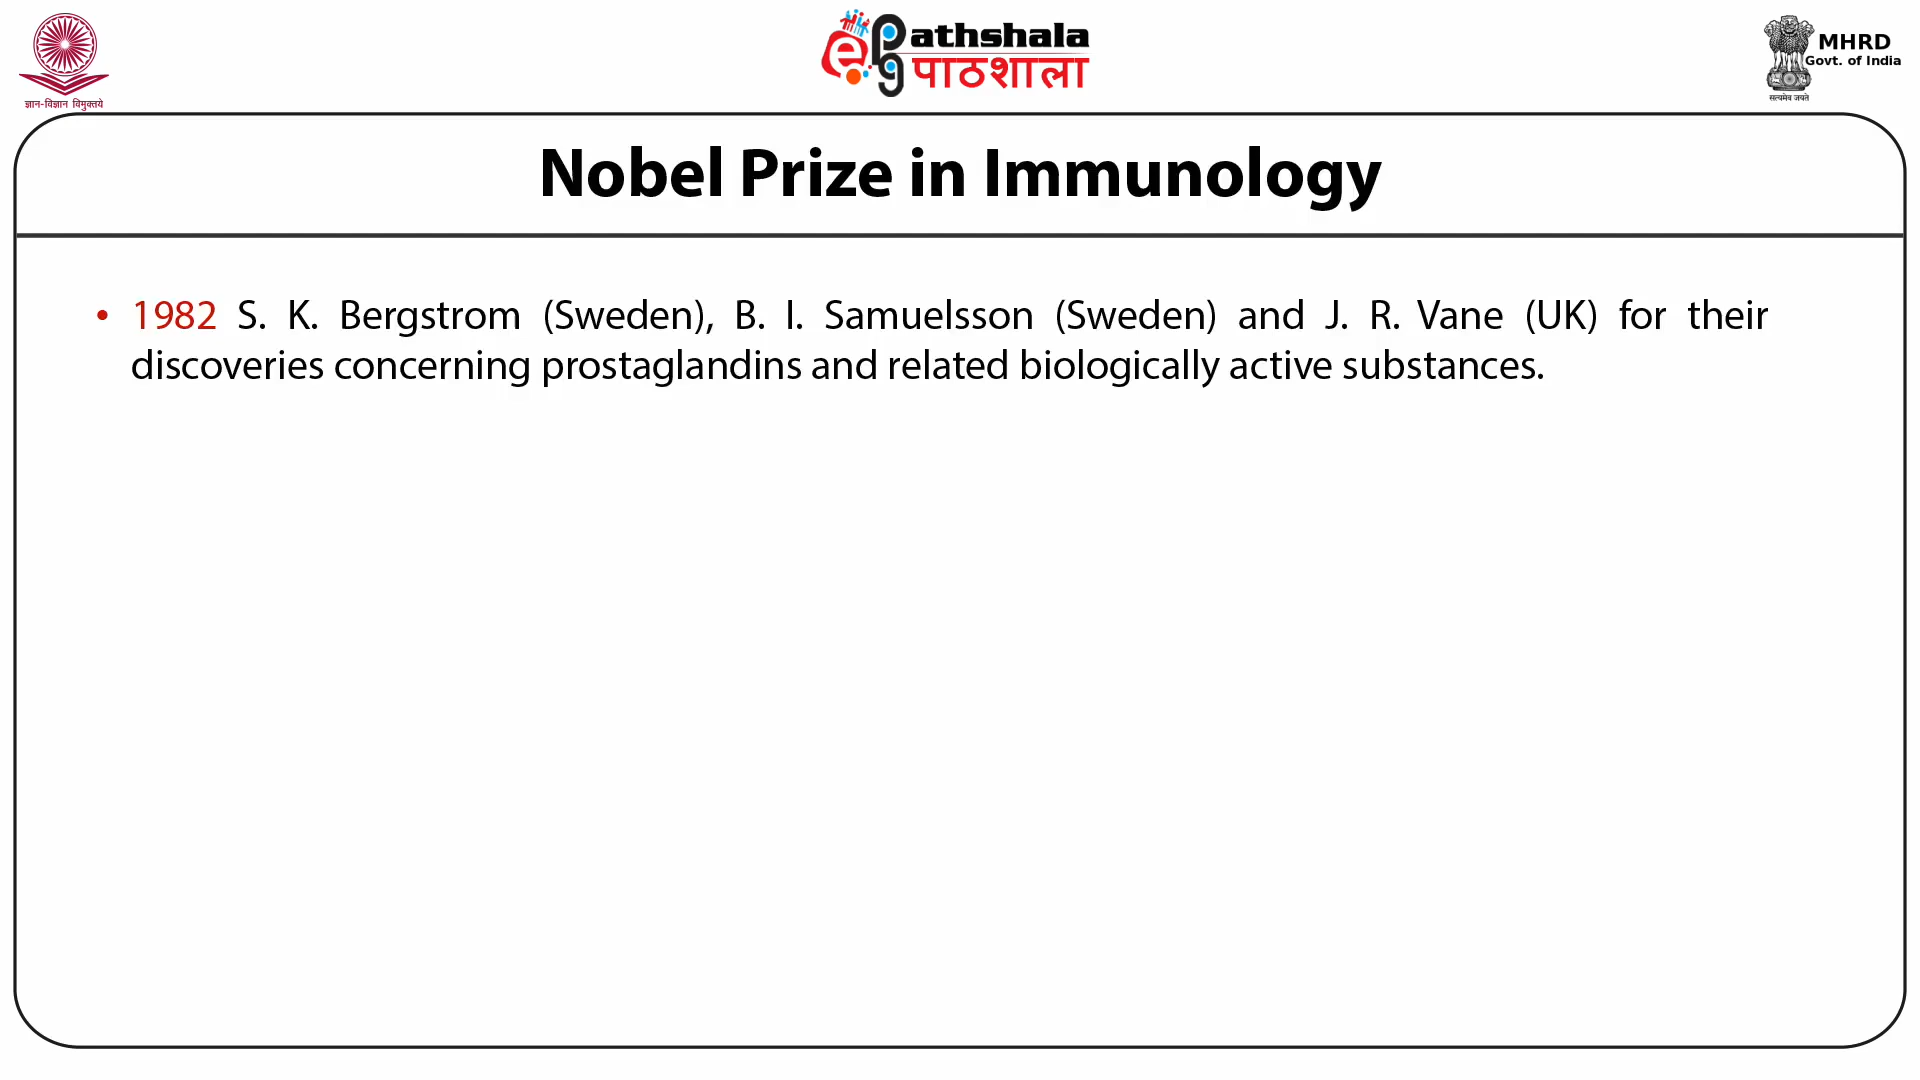 ज्ञान-विज्ञान विमुक्तये
ePg athshala
पाठशाला
MHRD
Govt. of India
सत्यमेव जयते
Nobel Prize in Immunology
• 1982 S. K. Bergstrom (Sweden), B. I. Samuelsson (Sweden) and J. R. Vane (UK) for their
discoveries concerning prostaglandins and related biologically active substances.